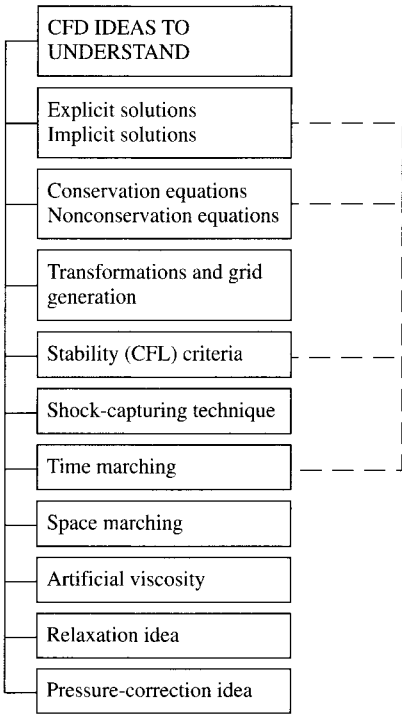 CFD IDEAS TO
UNDERSTAND
Explicit solutions
Implicit solutions
Conservation equations
Nonconservation equations
Transformations and grid
generation
Stability (CFL) criteria
Shock-capturing technique
Time marching
Space marching
Artificial viscosity
Relaxation idea
Pressure-correction idea